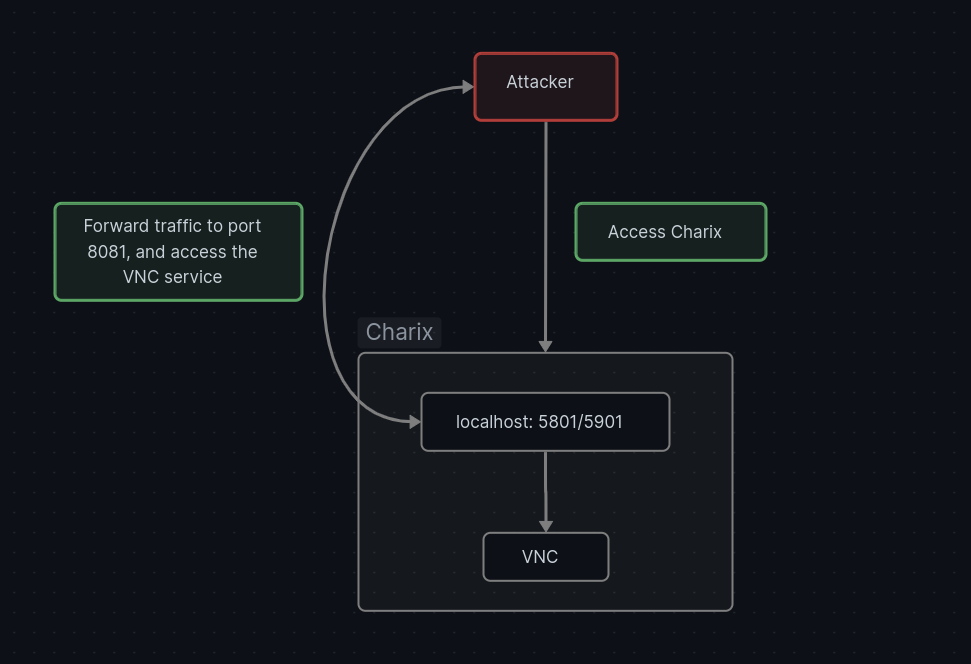 Attacker
Forward traffic to port
8081, and access the
VNC service
Access Charix
Charix
localhost: 5801/5901
VNC